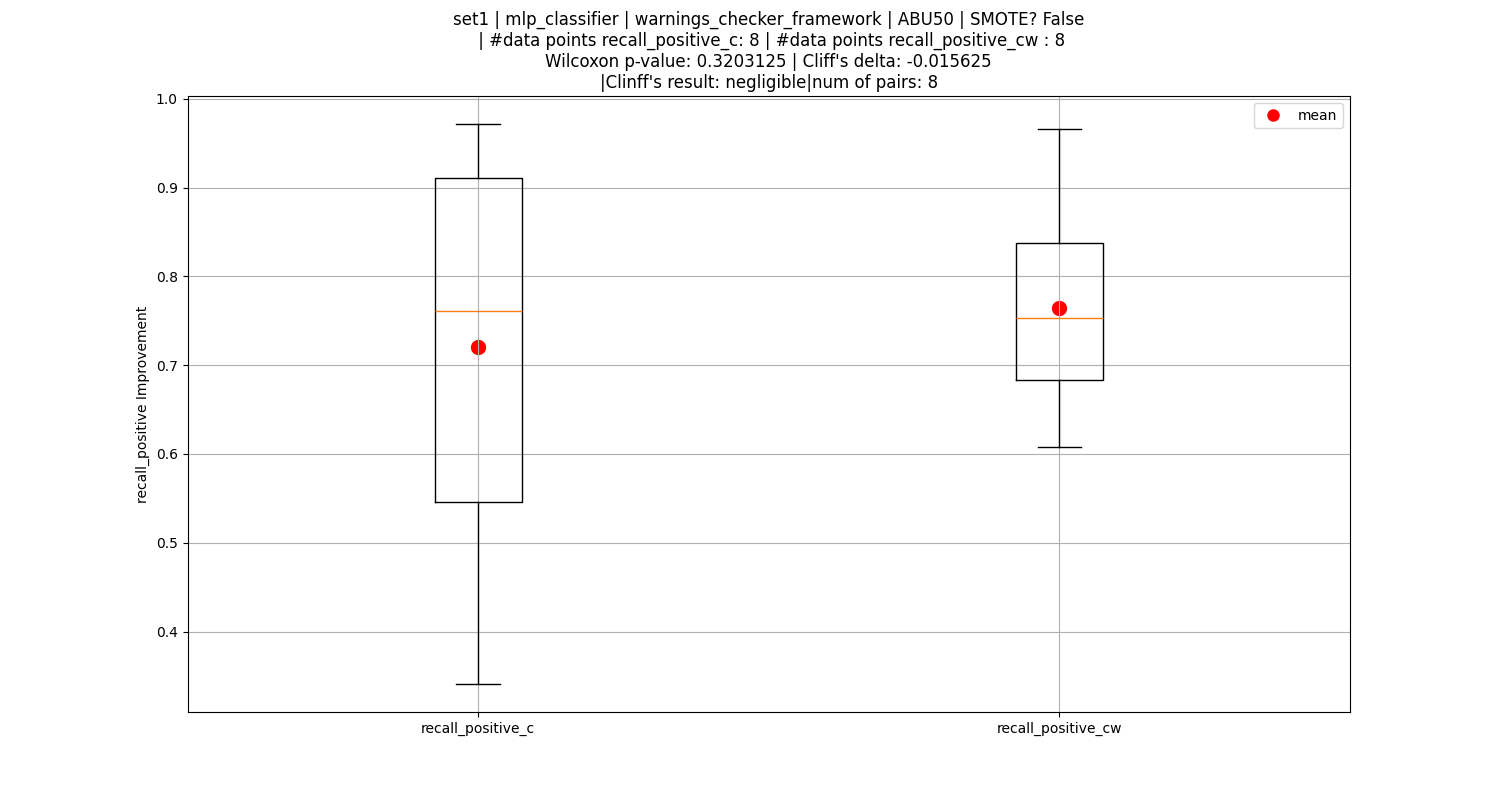 set1 | mlp_classifier | warnings_checker_framework | ABU50 | SMOTE? False
| #data points recall_positive_c: 8 | #data points recall_positive_cw : 8
Wilcoxon p-value: 0.3203125 | Cliff's delta: -0.015625
|Clinff's result: negligible|num of pairs: 8
mean
1.0
0.9
0.8
0.7
0.6
0.5
0.4
recall_positive Improvement
recall_positive_c
recall_positive_cw